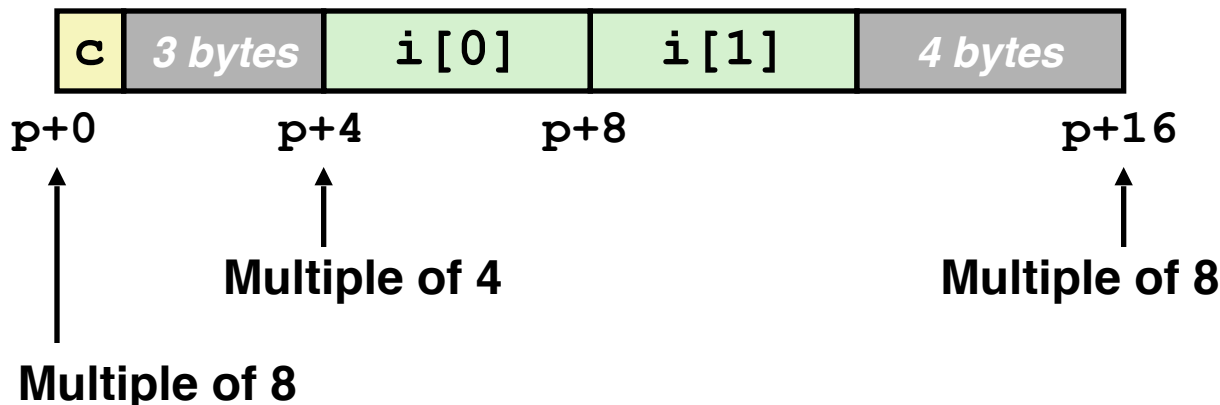 c 3 bytes i[0] i[1] 4 bytes
p+0 p+4 p+8 p+16
Multiple of 4 Multiple of 8
Multiple of 8